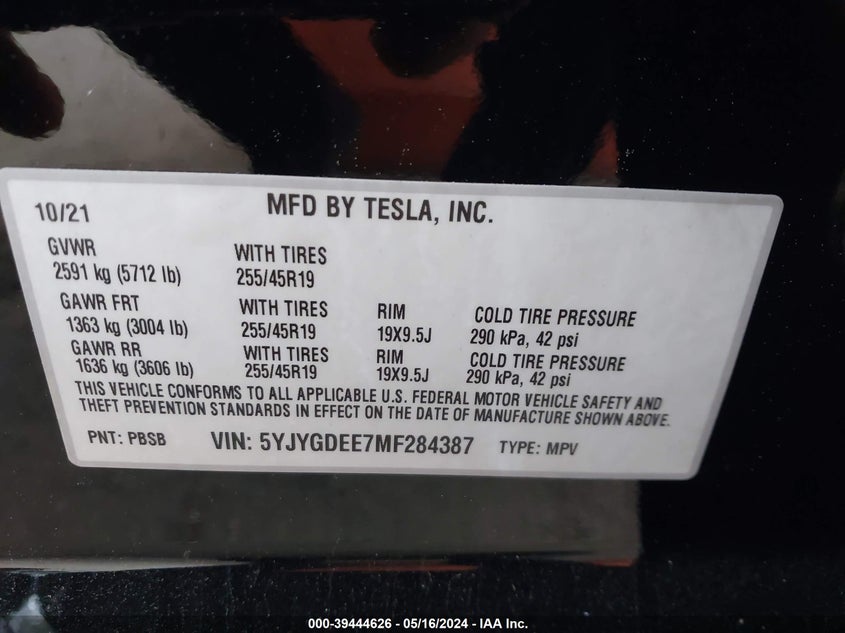 10/21 MFD BY TESLA, INC.
GVWR WITH TIRES
2591 kg (5712 lb) 255/45R19
GAWR FRT WITH TIRES RIM COLD TIRE PRESSURE
1363 kg (3004 lb) 255/45R19 19X9.5J 290 kPa, 42 psi
GAWR RR WITH TIRES RIM COLD TIRE PRESSURE
1636 kg (3606 lb) 255/45R19 19X9.5J 290 kPa, 42 psi
THIS VEHICLE CONFORMS TO ALL APPLICABLE U.S. FEDERAL MOTOR VEHICLE SAFETY AND
THEFT PREVENTION STANDARDS IN EFFECT ON THE DATE OF MANUFACTURE SHOWN ABOVE.
PNT: PBSB VIN: 5YJYGDEE7MF284387 TYPE: MPV
000-39444626 - 05/16/2024 - IAA Inc.